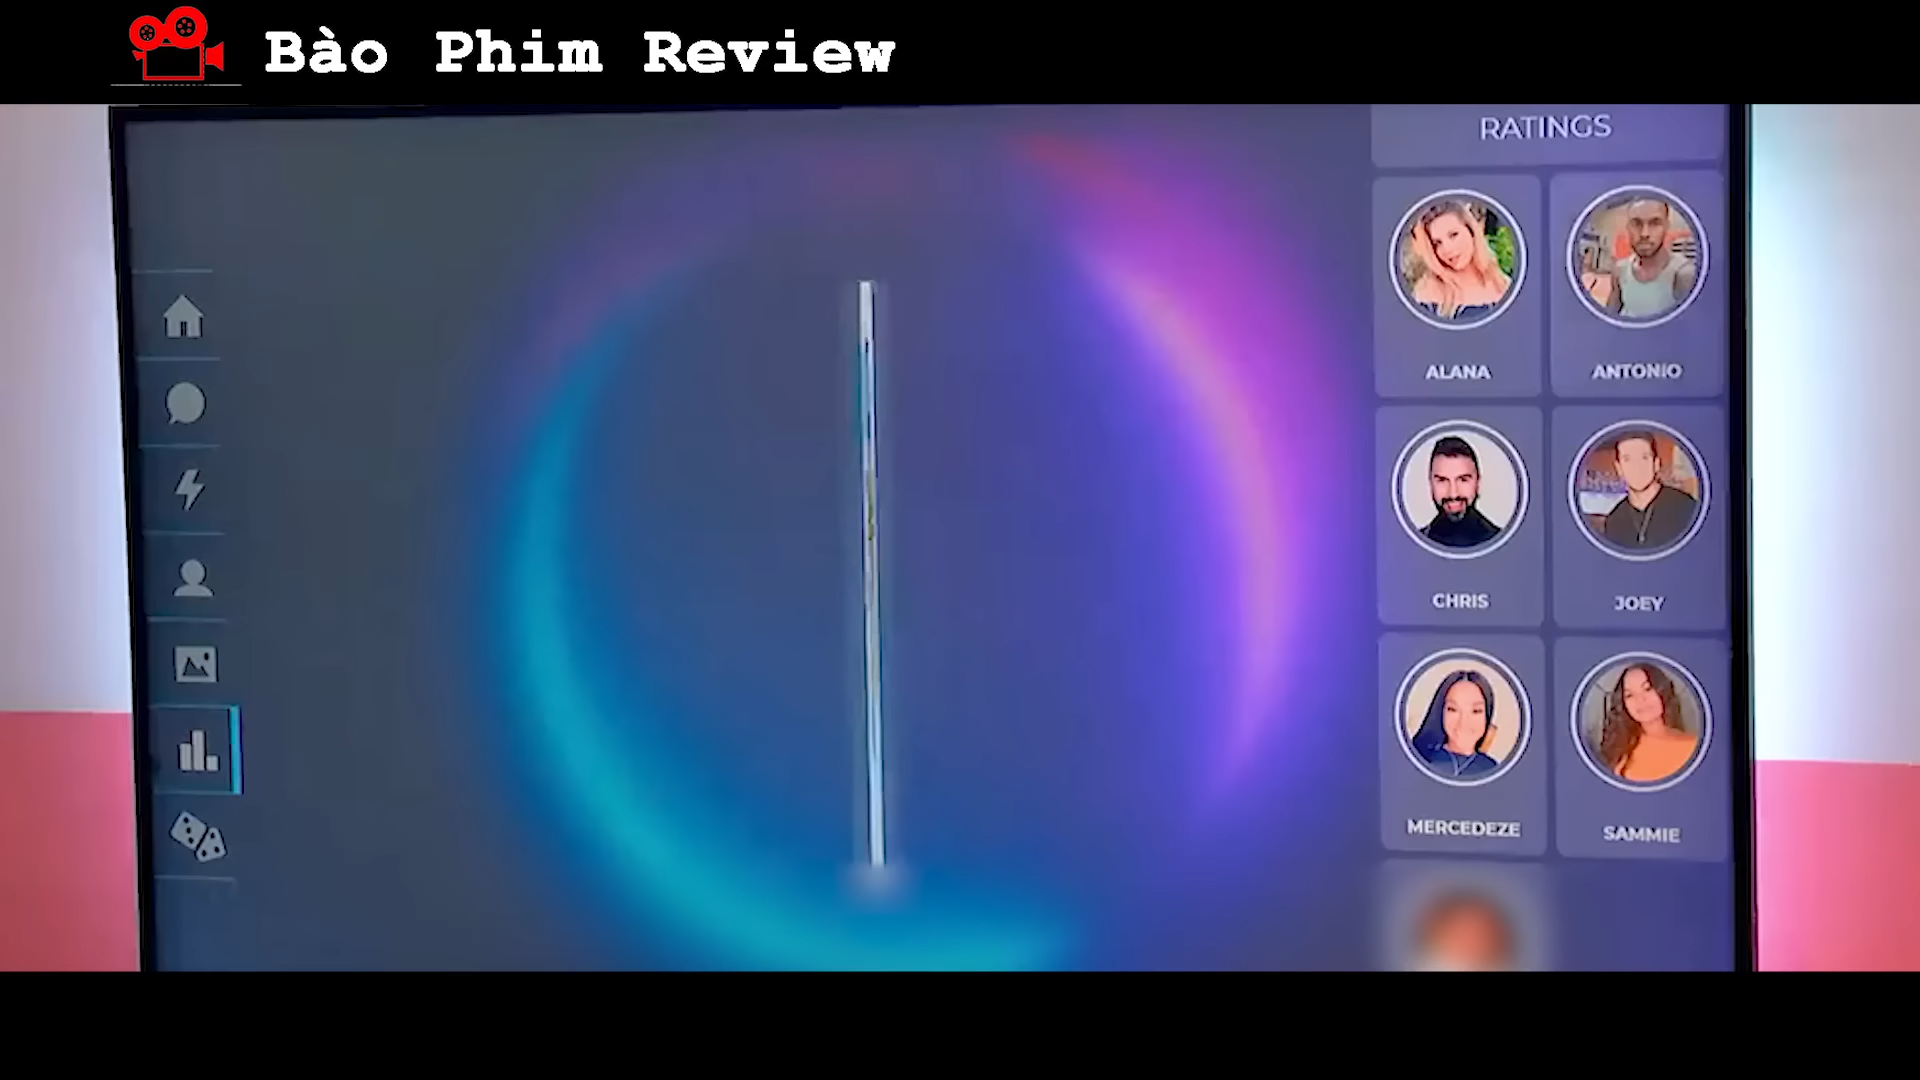 Bào Phim Review
RATINGS
ALANA
ANTONIO
CHRIS
JOEY
MERCEDEZE
SAMMIE